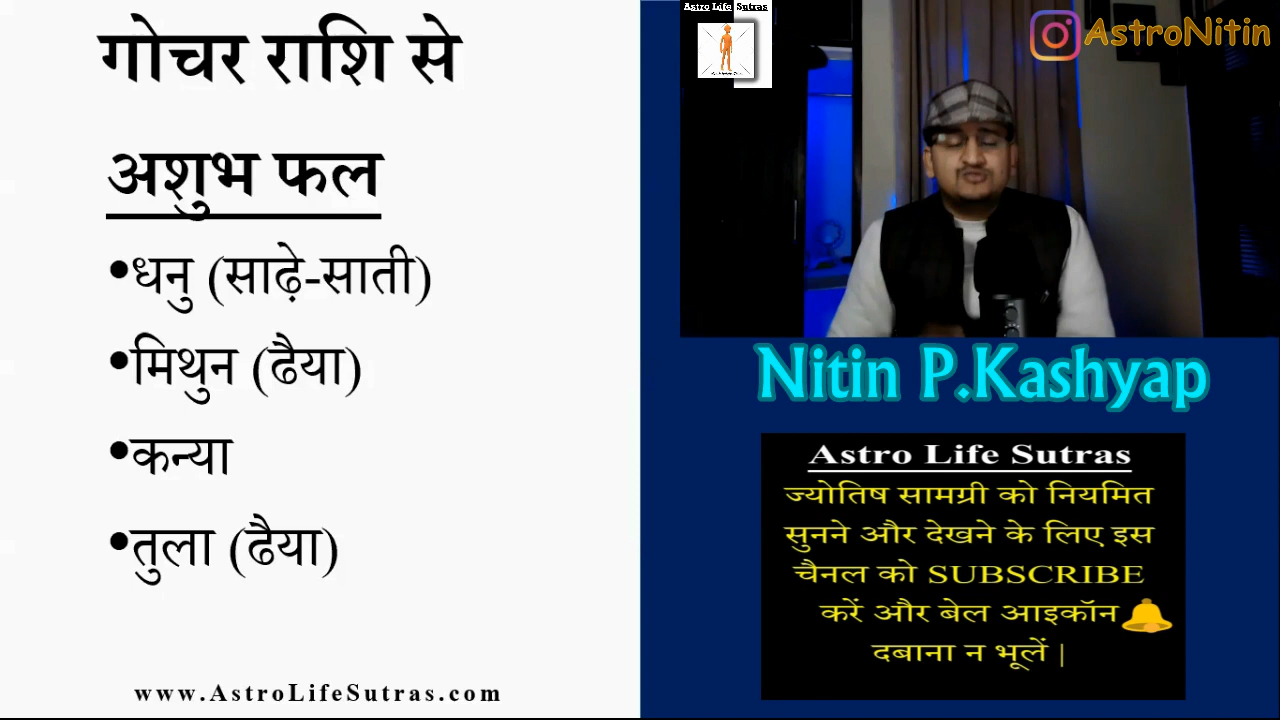 गोचर राशि से
अशुभ फल
•धनु (साढ़े-साती)
•मिथुन (ढैया)
•कन्या
•तुला (ढैया)
www.AstroLifeSutras.com
Astro Life Sutras
AstroNitin
Nitin P.Kashyap
Astro Life Sutras
ज्योतिष सामग्री को नियमित
सुनने और देखने के लिए इस
चैनल को SUBSCRIBE
करें और बेल आइकॉन
दबाना न भूलें |